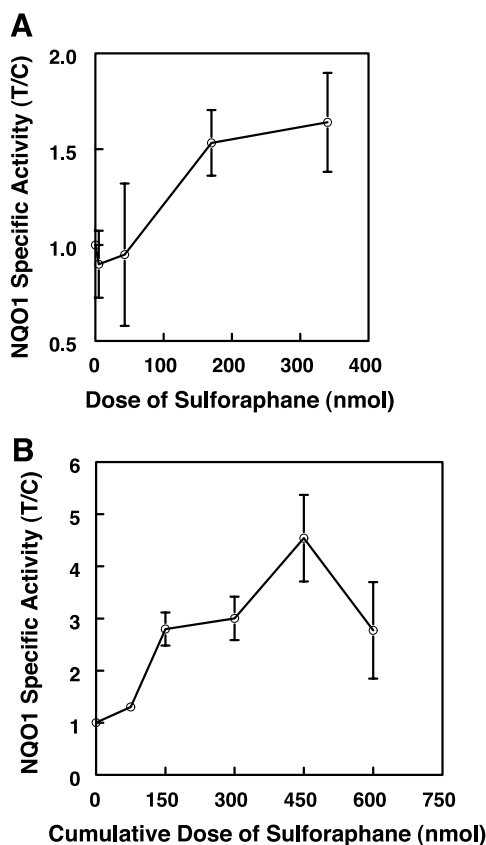 A
NQO1 Specific Activity (T/C)
2.0
1.5
1.0
0.5
0 100 200 300 400
Dose of Sulforaphane (nmol)
B
NQO1 Specific Activity (T/C)
6
5
4
3
2
1
0
0 150 300 450 600 750
Cumulative Dose of Sulforaphane (nmol)